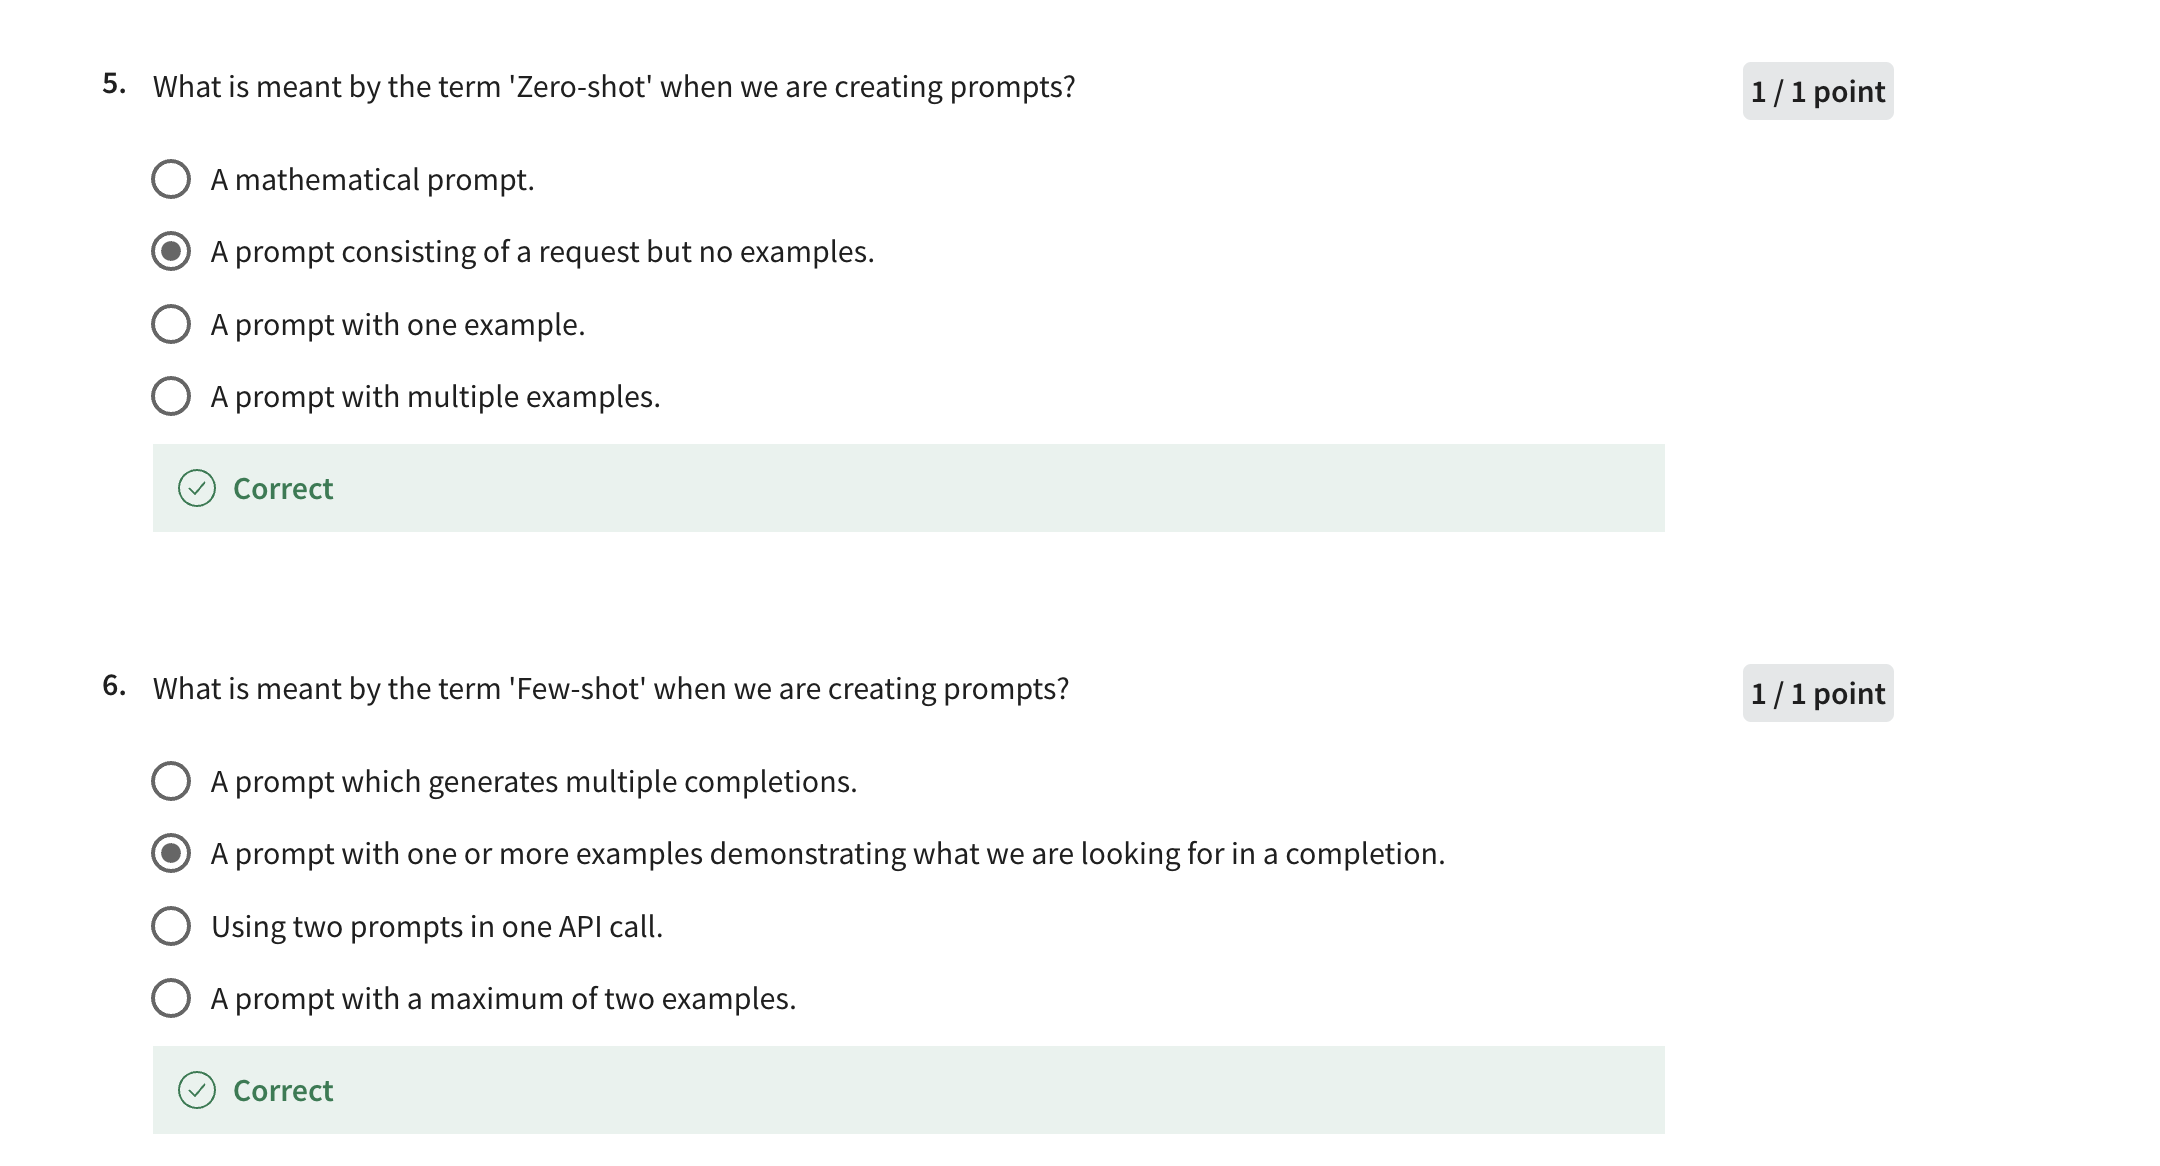 5. What is meant by the term 'Zero-shot' when we are creating prompts?
1 / 1 point
A mathematical prompt.
A prompt consisting of a request but no examples.
A prompt with one example.
A prompt with multiple examples.
Correct
6. What is meant by the term 'Few-shot' when we are creating prompts?
1 / 1 point
A prompt which generates multiple completions.
A prompt with one or more examples demonstrating what we are looking for in a completion.
Using two prompts in one API call.
A prompt with a maximum of two examples.
Correct